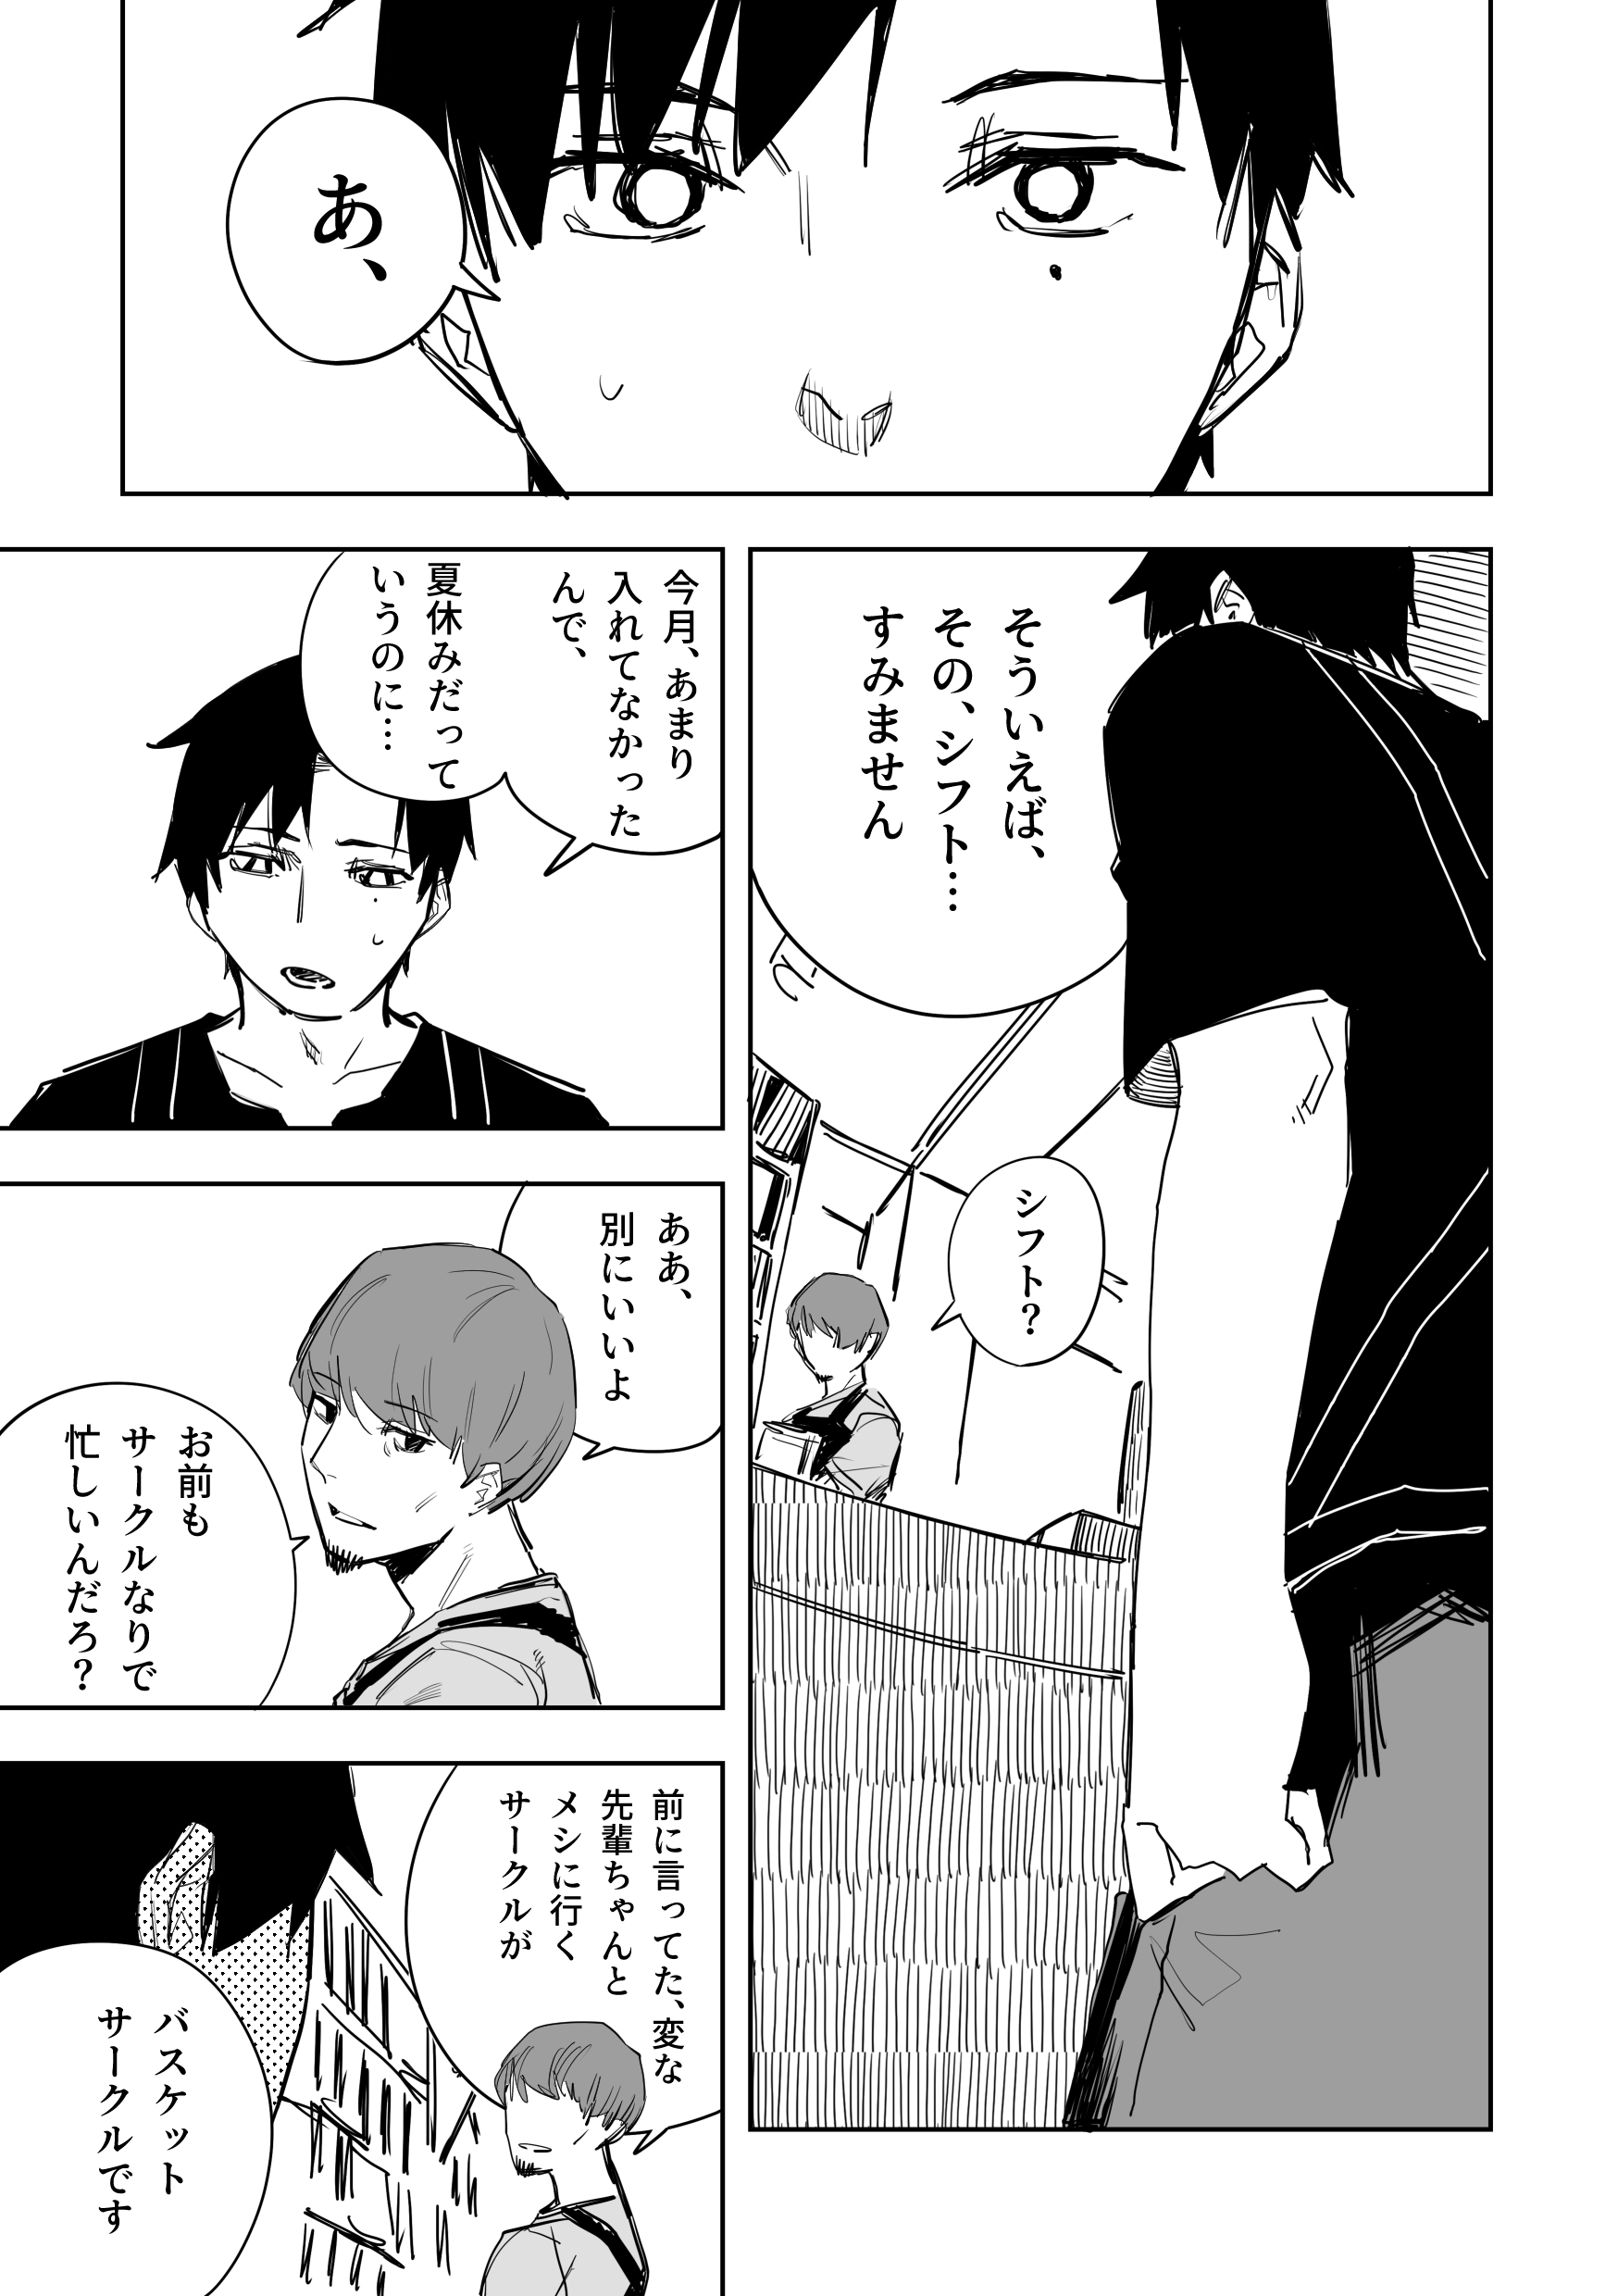 あ、
そういえば、
その、シフト…
すみません
シフト?
今月、あまり
入れてなかった
んで、
夏休みだって
いうのに…
ああ、
別にいいよ
お前も
サークルなりで
忙しいんだろ?
前に言ってた、変な
先輩ちゃんと
メシに行く
サークルが
バスケット
サークルです